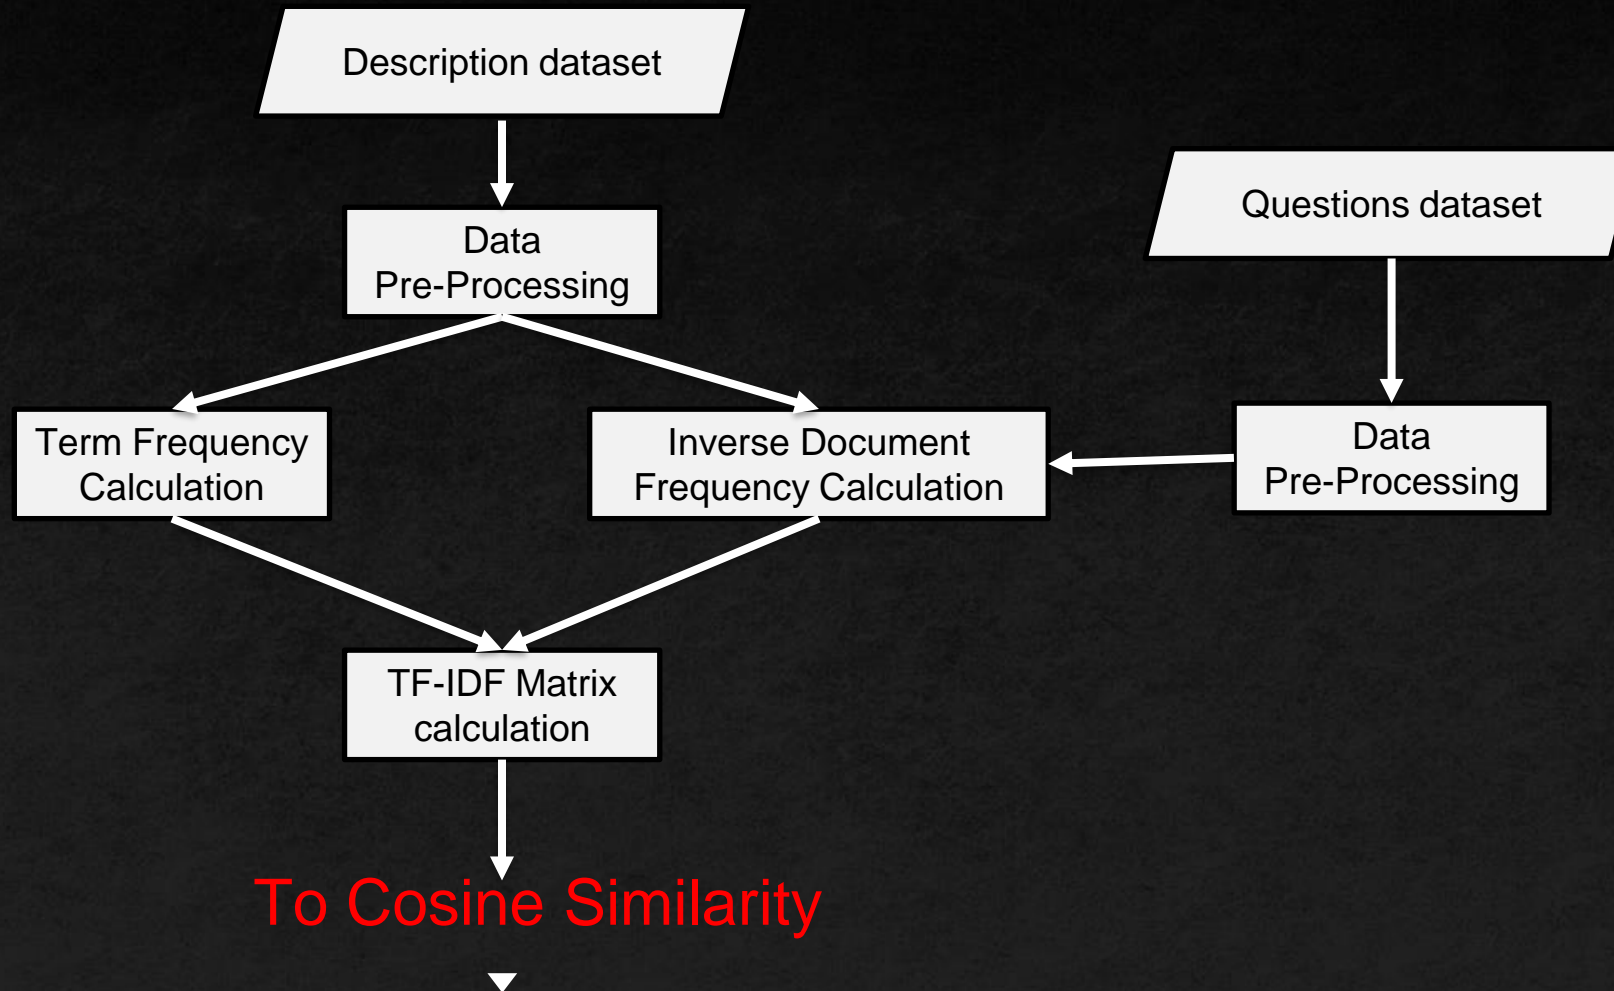 Description dataset
Questions dataset
Data
Pre-Processing
Term Frequency
Calculation
Inverse Document
Frequency Calculation
Data
Pre-Processing
TF-IDF Matrix
calculation
To Cosine Similarity